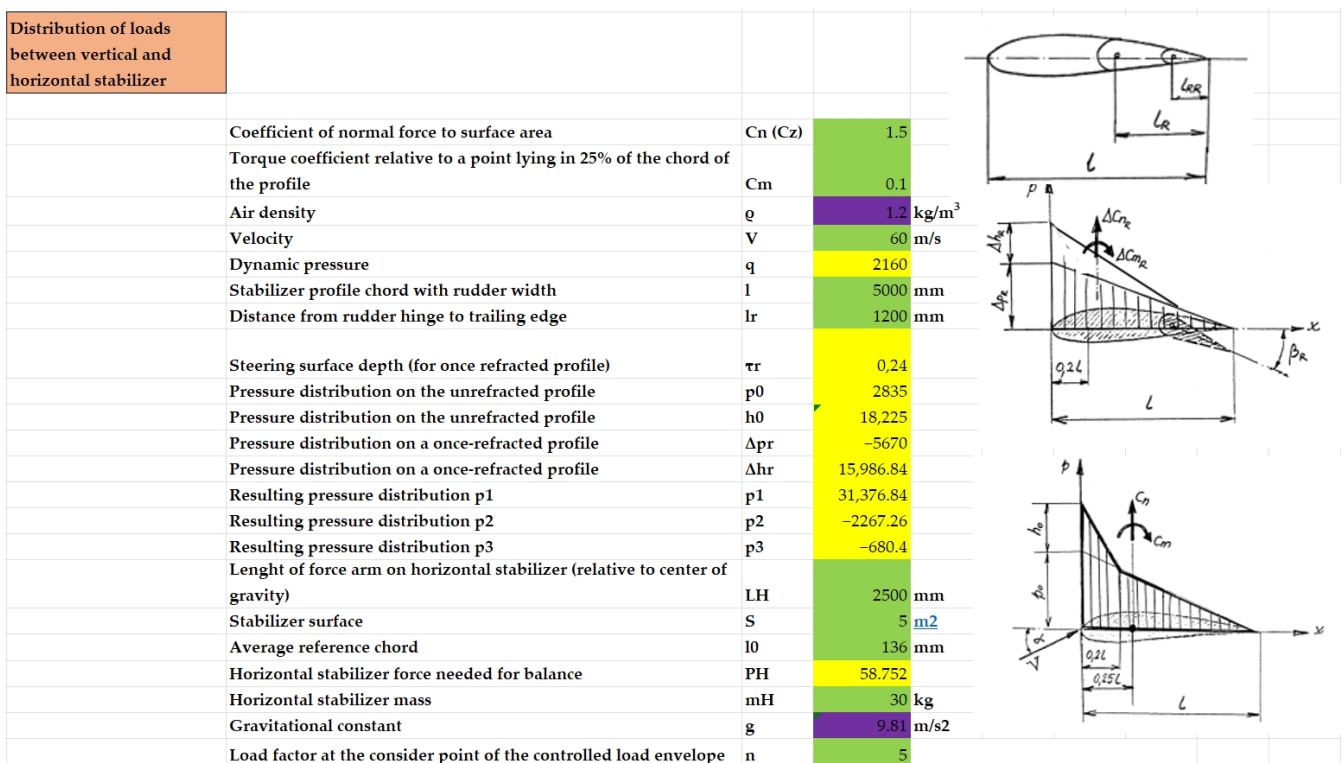 Distribution of loads
between vertical and
horizontal stabilizer
Coefficient of normal force to surface area Cn (Cz) 1.5
Torque coefficient relative to a point lying in 25% of the chord of
the profile Cm 0.1
Air density ϱ 1.2 kg/m³
Velocity V 60 m/s
Dynamic pressure q 2160
Stabilizer profile chord with rudder width l 5000 mm
Distance from rudder hinge to trailing edge lr 1200 mm
Steering surface depth (for once refracted profile) τr 0,24
Pressure distribution on the unrefracted profile p0 2835
Pressure distribution on the unrefracted profile h0 18,225
Pressure distribution on a once-refracted profile Δpr −5670
Pressure distribution on a once-refracted profile Δhr 15,986.84
Resulting pressure distribution p1 p1 31,376.84
Resulting pressure distribution p2 p2 −2267.26
Resulting pressure distribution p3 p3 −680.4
Lenght of force arm on horizontal stabilizer (relative to center of
gravity) LH 2500 mm
Stabilizer surface S 5 m2
Average reference chord l0 136 mm
Horizontal stabilizer force needed for balance PH 58.752
Horizontal stabilizer mass mH 30 kg
Gravitational constant g 9.81 m/s2
Load factor at the consider point of the controlled load envelope n 5
lRR
lR
l
p
ΔCnR
ΔhR
ΔCmR
ΔpR
x
βR
0,2l
l
p
Cn
h0
Cm
p0
x
α
V
0,2l
0,25l
l